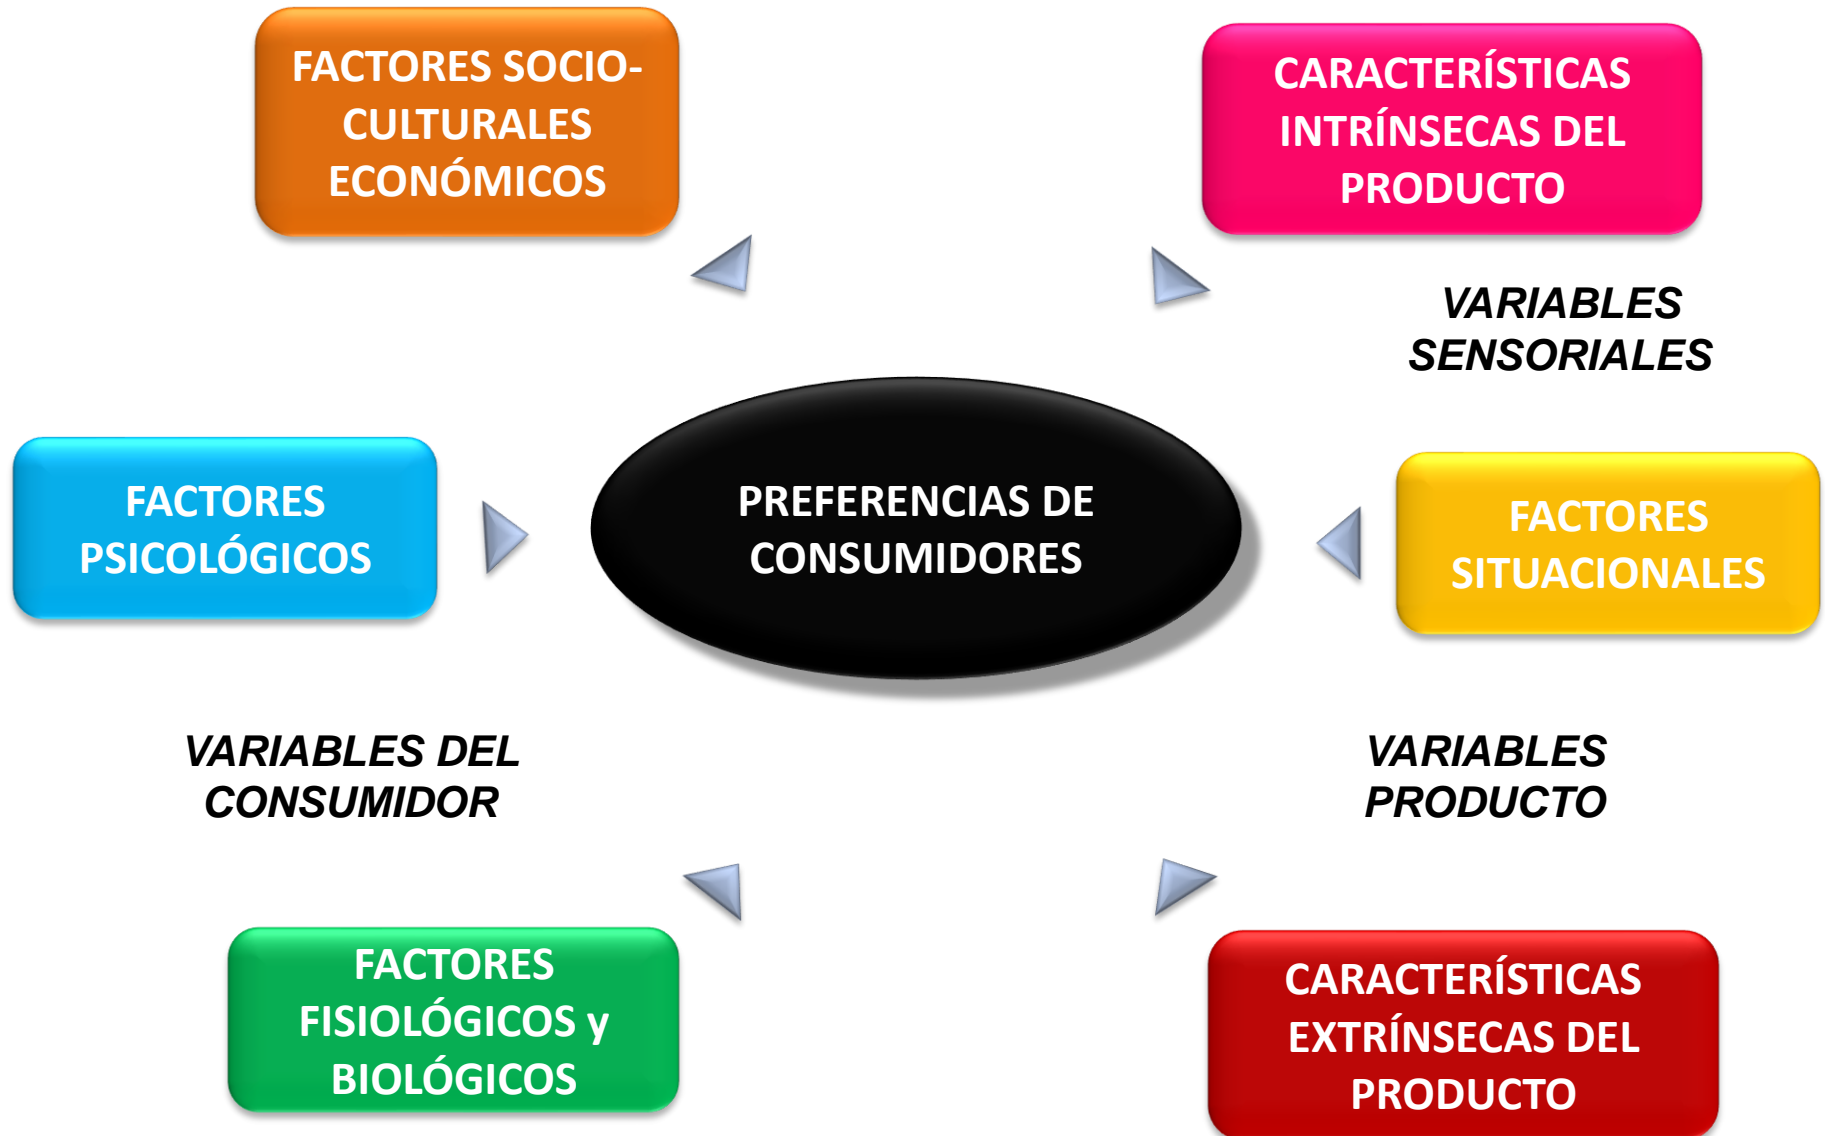 FACTORES SOCIO-
CULTURALES
ECONÓMICOS
CARACTERÍSTICAS
INTRÍNSECAS DEL
PRODUCTO
VARIABLES
SENSORIALES
FACTORES
PSICOLÓGICOS
PREFERENCIAS DE
CONSUMIDORES
FACTORES
SITUACIONALES
VARIABLES DEL
CONSUMIDOR
VARIABLES
PRODUCTO
FACTORES
FISIOLÓGICOS y
BIOLÓGICOS
CARACTERÍSTICAS
EXTRÍNSECAS DEL
PRODUCTO